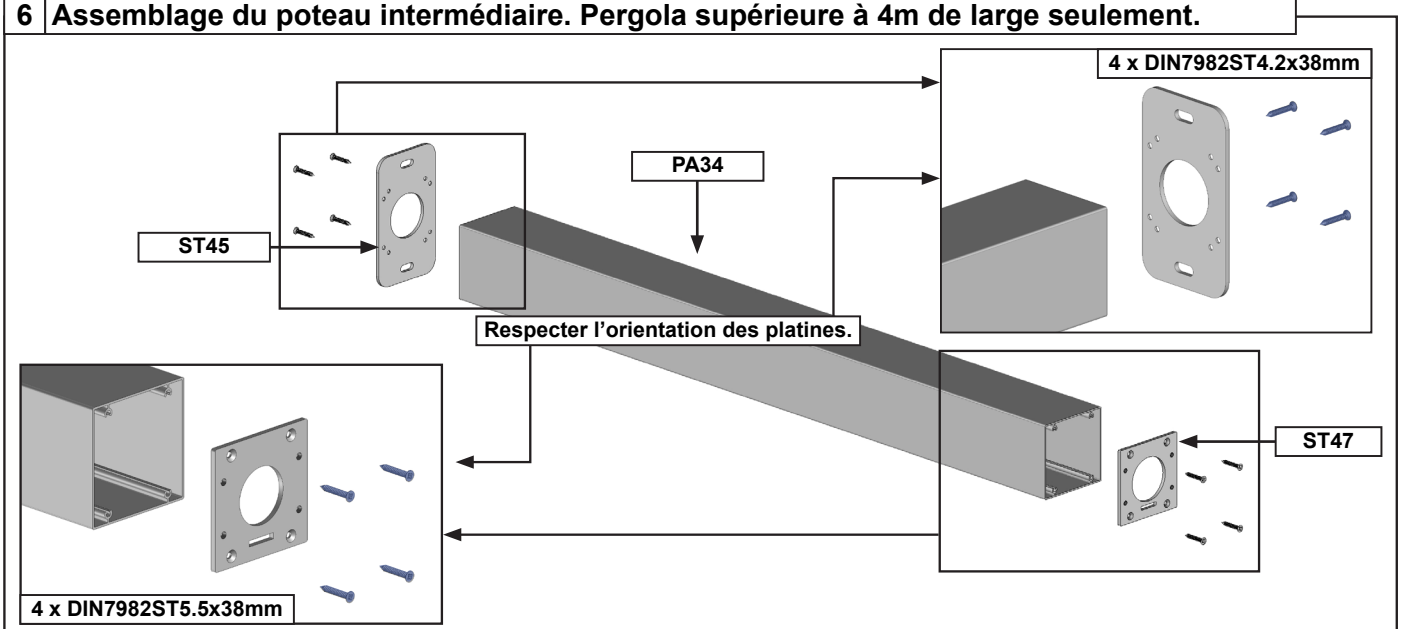 6 Assemblage du poteau intermédiaire. Pergola supérieure à 4m de large seulement.
4 x DIN7982ST4.2x38mm
PA34
ST45
Respecter l’orientation des platines.
ST47
4 x DIN7982ST5.5x38mm